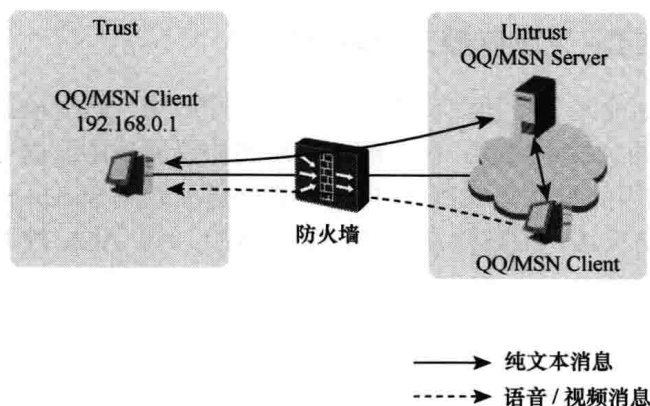 Trust
QQ/MSN Client
192.168.0.1
防火墙
Untrust
QQ/MSN Server
QQ/MSN Client
纯文本消息
语音 / 视频消息